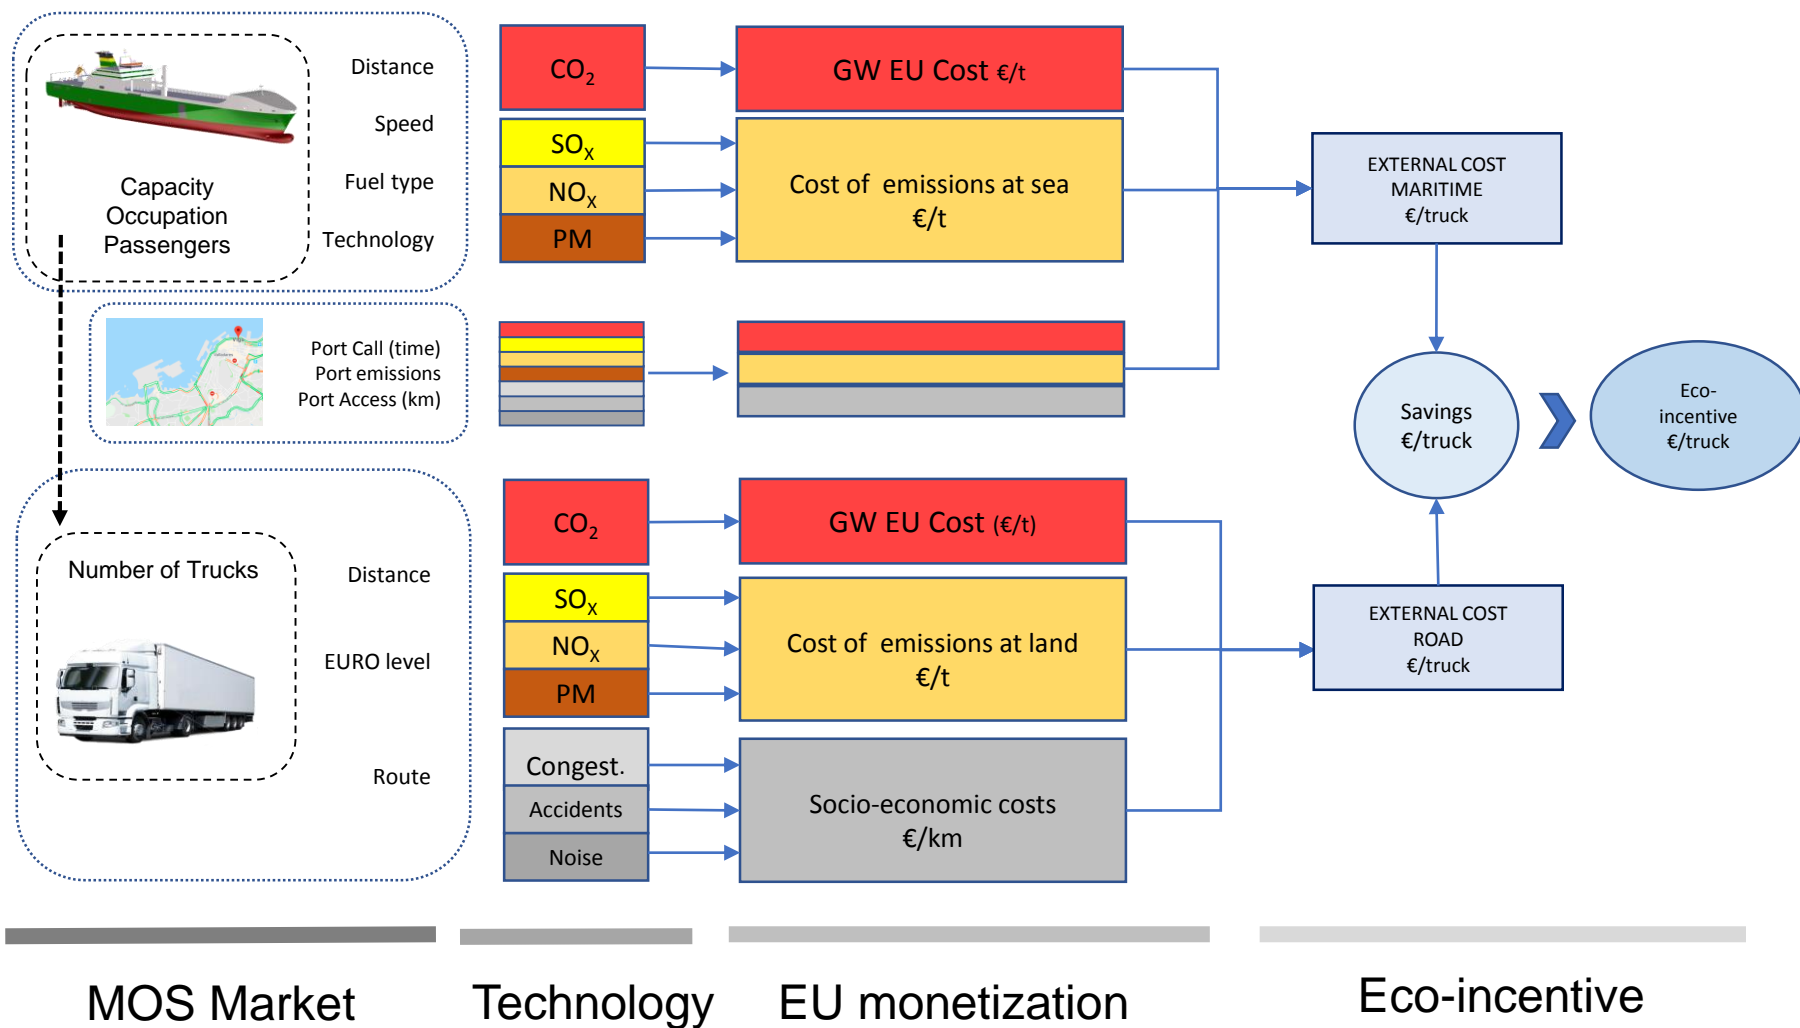 Capacity
Occupation
Passengers
Distance
Speed
Fuel type
Technology
CO₂
SOₓ
NOₓ
PM
GW EU Cost €/t
Cost of  emissions at sea
€/t
EXTERNAL COST
MARITIME
€/truck
Port Call (time)
Port emissions
Port Access (km)
Savings
€/truck
Eco-
incentive
€/truck
Number of Trucks
Distance
EURO level
Route
CO₂
SOₓ
NOₓ
PM
Congest.
Accidents
Noise
GW EU Cost (€/t)
Cost of  emissions at land
€/t
Socio-economic costs
€/km
EXTERNAL COST
ROAD
€/truck
MOS Market
Technology
EU monetization
Eco-incentive